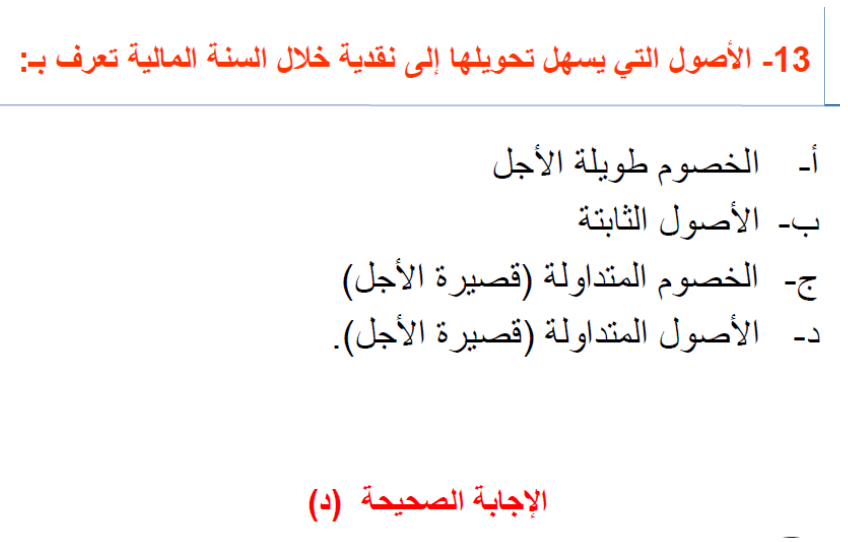 13- الأصول التي يسهل تحويلها إلى نقدية خلال السنة المالية تعرف بـ:
أ- الخصوم طويلة الأجل
ب- الأصول الثابتة
ج- الخصوم المتداولة (قصيرة الأجل)
د- الأصول المتداولة (قصيرة الأجل).
الإجابة الصحيحة (د)